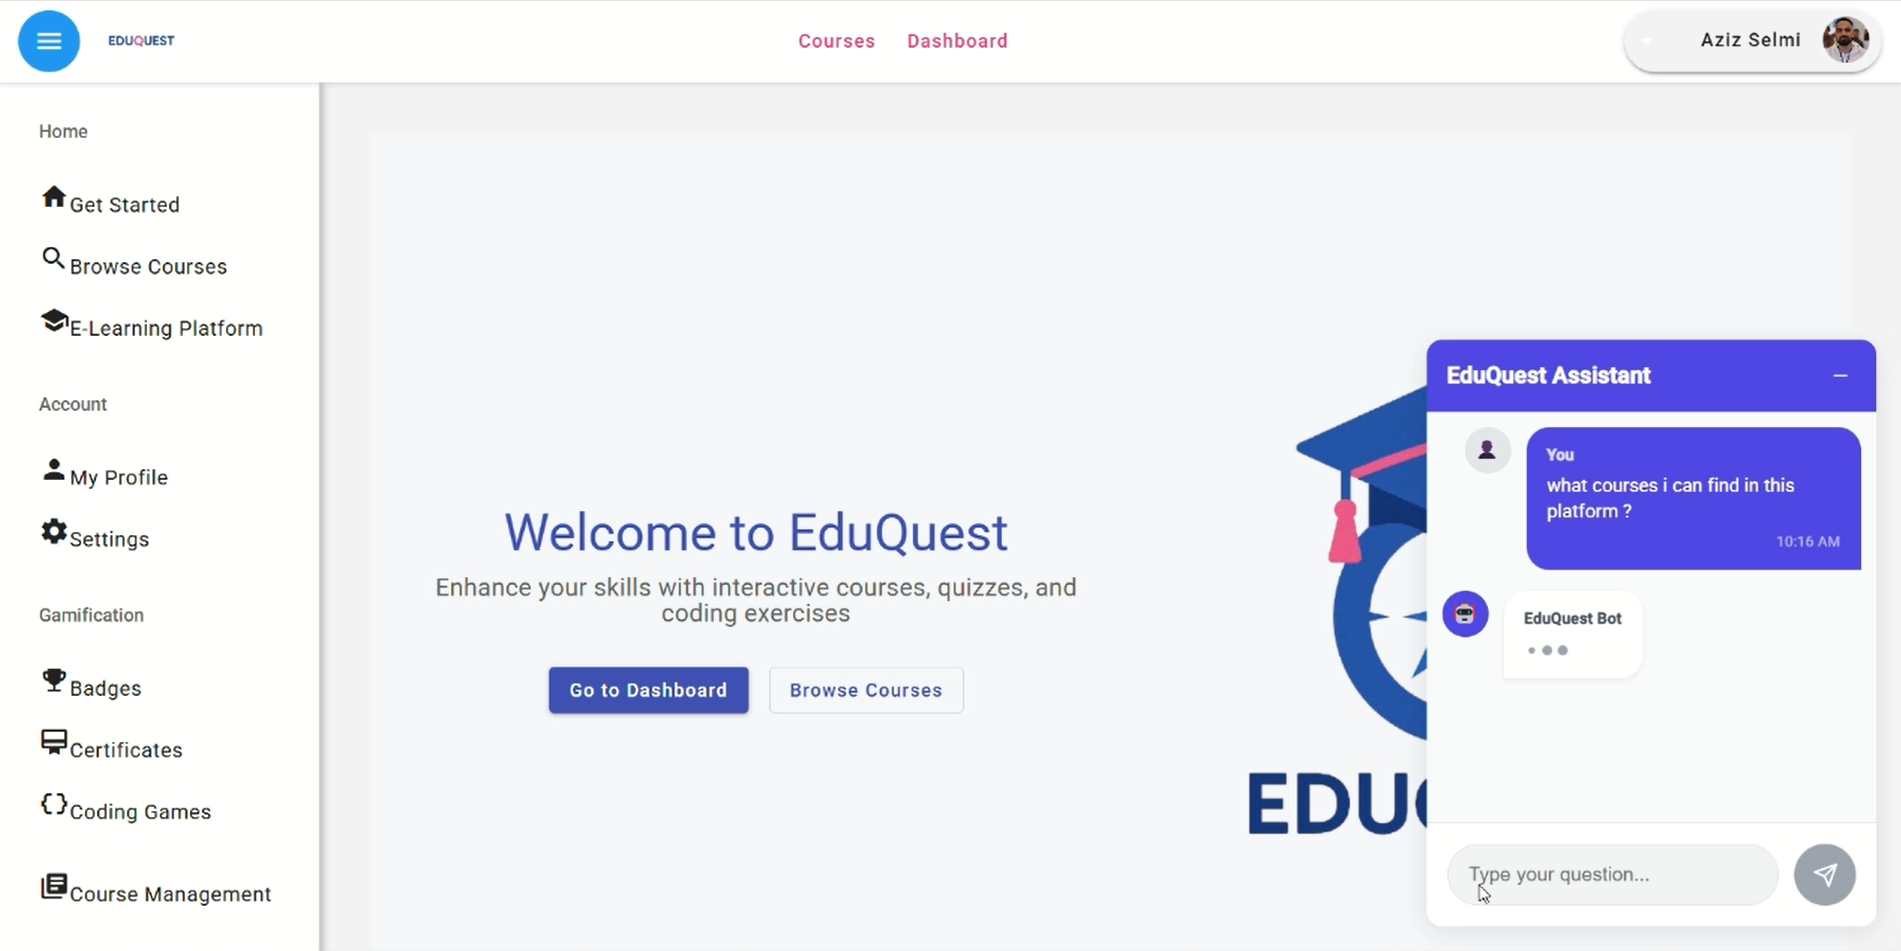 EDUQUEST
Courses
Dashboard
Aziz Selmi
Home
Get Started
Browse Courses
E-Learning Platform
Account
My Profile
Settings
Gamification
Badges
Certificates
Coding Games
Course Management
Welcome to EduQuest
Enhance your skills with interactive courses, quizzes, and
coding exercises
Go to Dashboard
Browse Courses
EDU
EduQuest Assistant
You
what courses i can find in this
platform ?
10:16 AM
EduQuest Bot
Type your question...